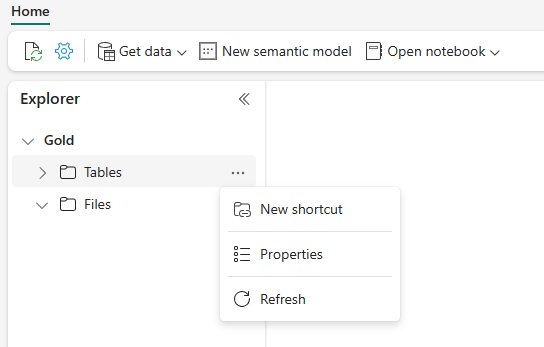 Home
Get data New semantic model Open notebook
Explorer
Gold
Tables
Files
New shortcut
Properties
Refresh